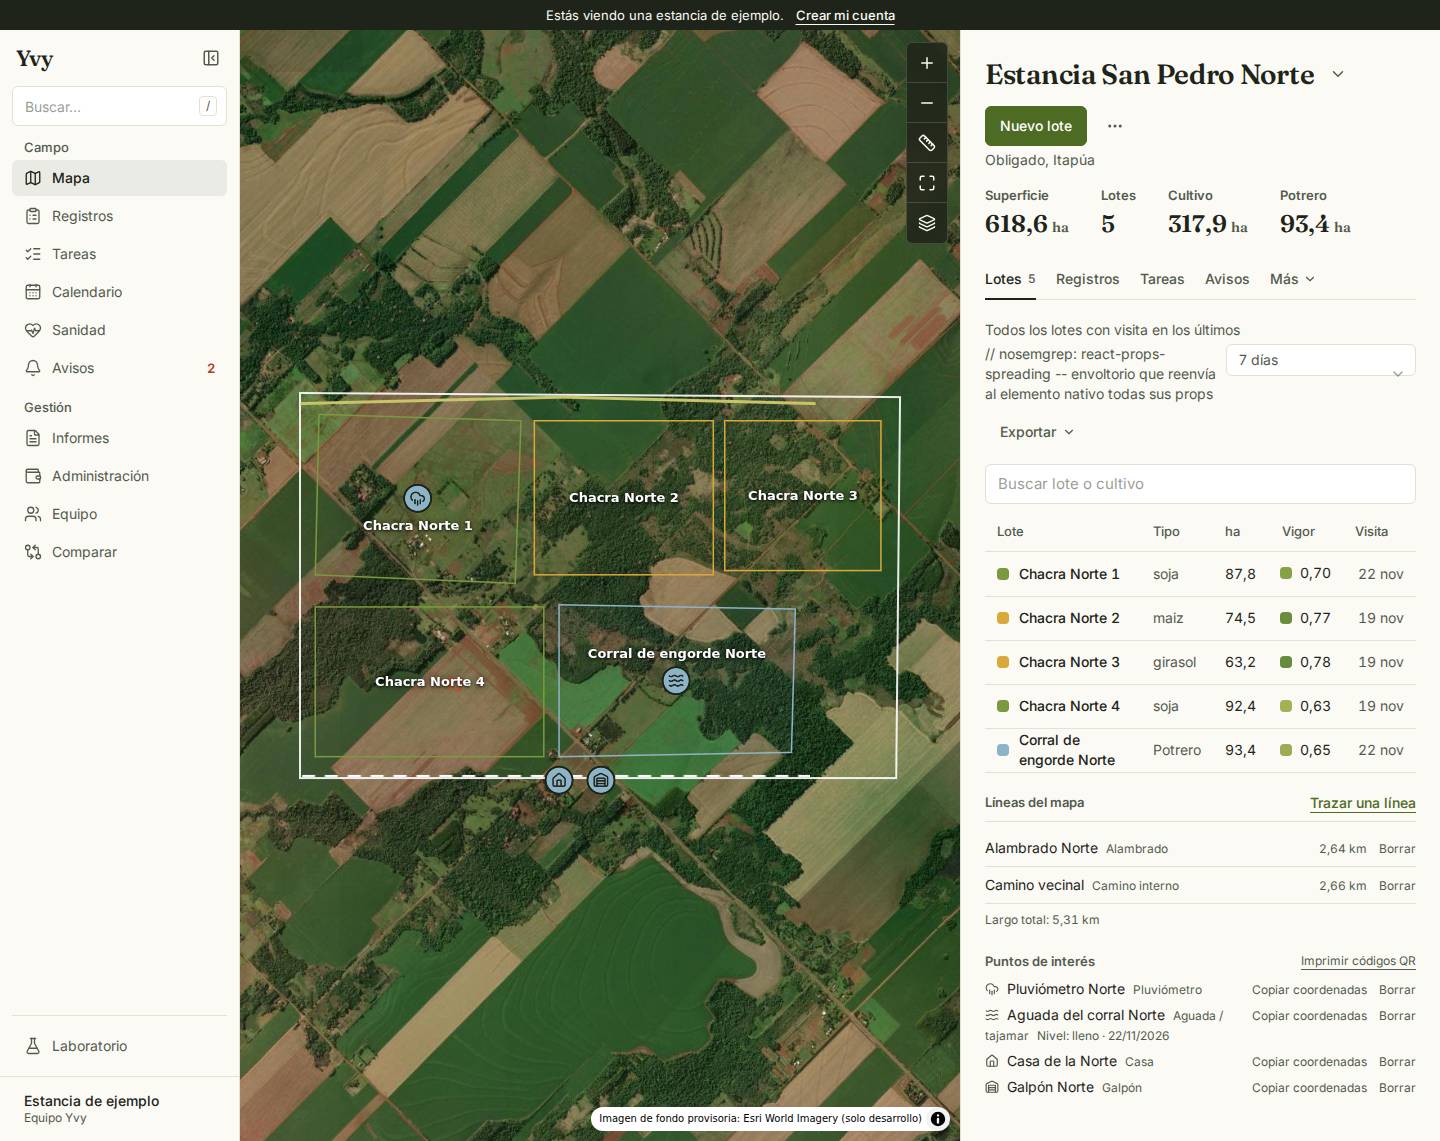 Estás viendo una estancia de ejemplo. Crear mi cuenta
Yvy
Buscar... /
Campo
Mapa
Registros
Tareas
Calendario
Sanidad
Avisos 2
Gestión
Informes
Administración
Equipo
Comparar
Laboratorio
Estancia de ejemplo
Equipo Yvy
Chacra Norte 1
Chacra Norte 2
Chacra Norte 3
Chacra Norte 4
Corral de engorde Norte
Imagen de fondo provisoria: Esri World Imagery (solo desarrollo)
Estancia San Pedro Norte
Nuevo lote
Obligado, Itapúa
Superficie Lotes Cultivo Potrero
618,6 ha 5 317,9 ha 93,4 ha
Lotes 5 Registros Tareas Avisos Más
Todos los lotes con visita en los últimos
// nosemgrep: react-props-
spreading -- envoltorio que reenvía
al elemento nativo todas sus props
7 días
Exportar
Buscar lote o cultivo
Lote Tipo ha Vigor Visita
Chacra Norte 1 soja 87,8 0,70 22 nov
Chacra Norte 2 maiz 74,5 0,77 19 nov
Chacra Norte 3 girasol 63,2 0,78 19 nov
Chacra Norte 4 soja 92,4 0,63 19 nov
Corral de
engorde Norte Potrero 93,4 0,65 22 nov
Líneas del mapa Trazar una línea
Alambrado Norte Alambrado 2,64 km Borrar
Camino vecinal Camino interno 2,66 km Borrar
Largo total: 5,31 km
Puntos de interés Imprimir códigos QR
Pluviómetro Norte Pluviómetro Copiar coordenadas Borrar
Aguada del corral Norte Aguada / Copiar coordenadas Borrar
tajamar Nivel: lleno · 22/11/2026
Casa de la Norte Casa Copiar coordenadas Borrar
Galpón Norte Galpón Copiar coordenadas Borrar